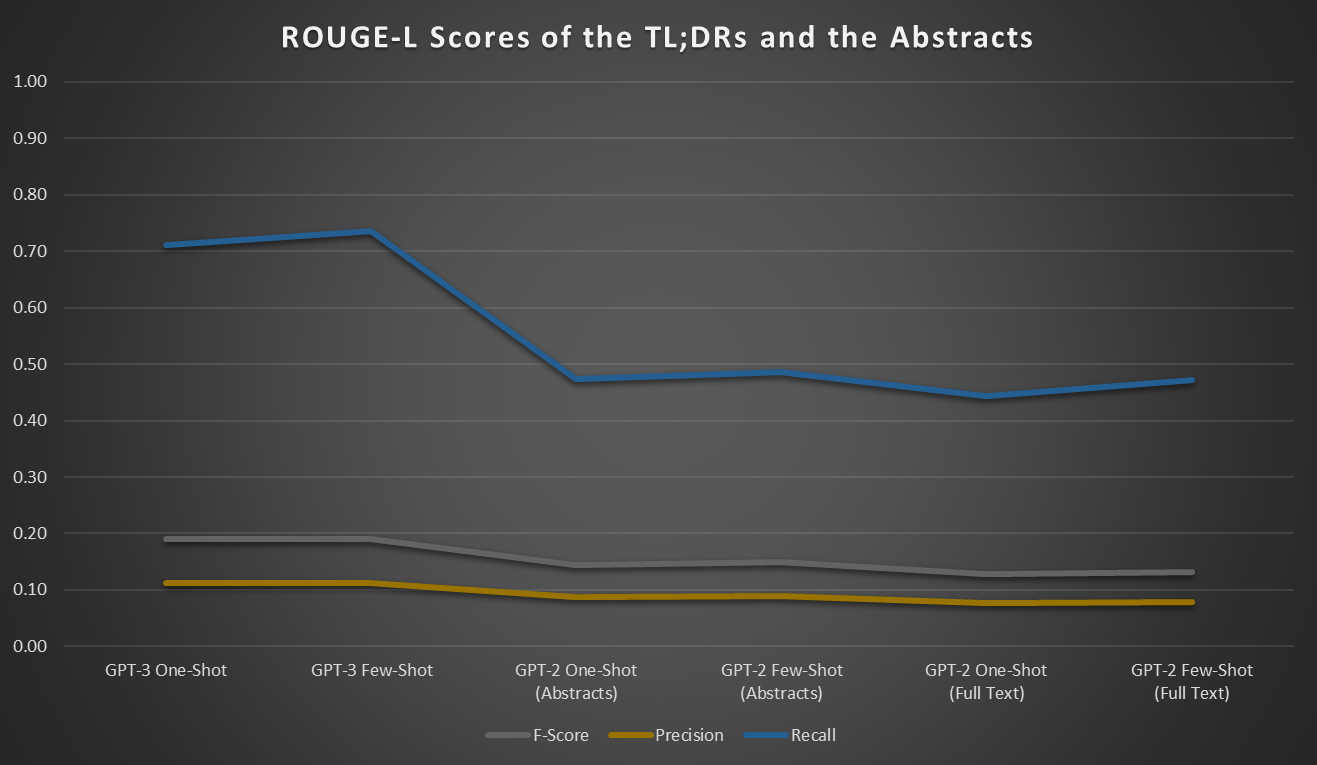 ROUGE-L Scores of the TL;DRs and the Abstracts
1.00
0.90
0.80
0.70
0.60
0.50
0.40
0.30
0.20
0.10
0.00
GPT-3 One-Shot
GPT-3 Few-Shot
GPT-2 One-Shot
(Abstracts)
GPT-2 Few-Shot
(Abstracts)
GPT-2 One-Shot
(Full Text)
GPT-2 Few-Shot
(Full Text)
F-Score
Precision
Recall